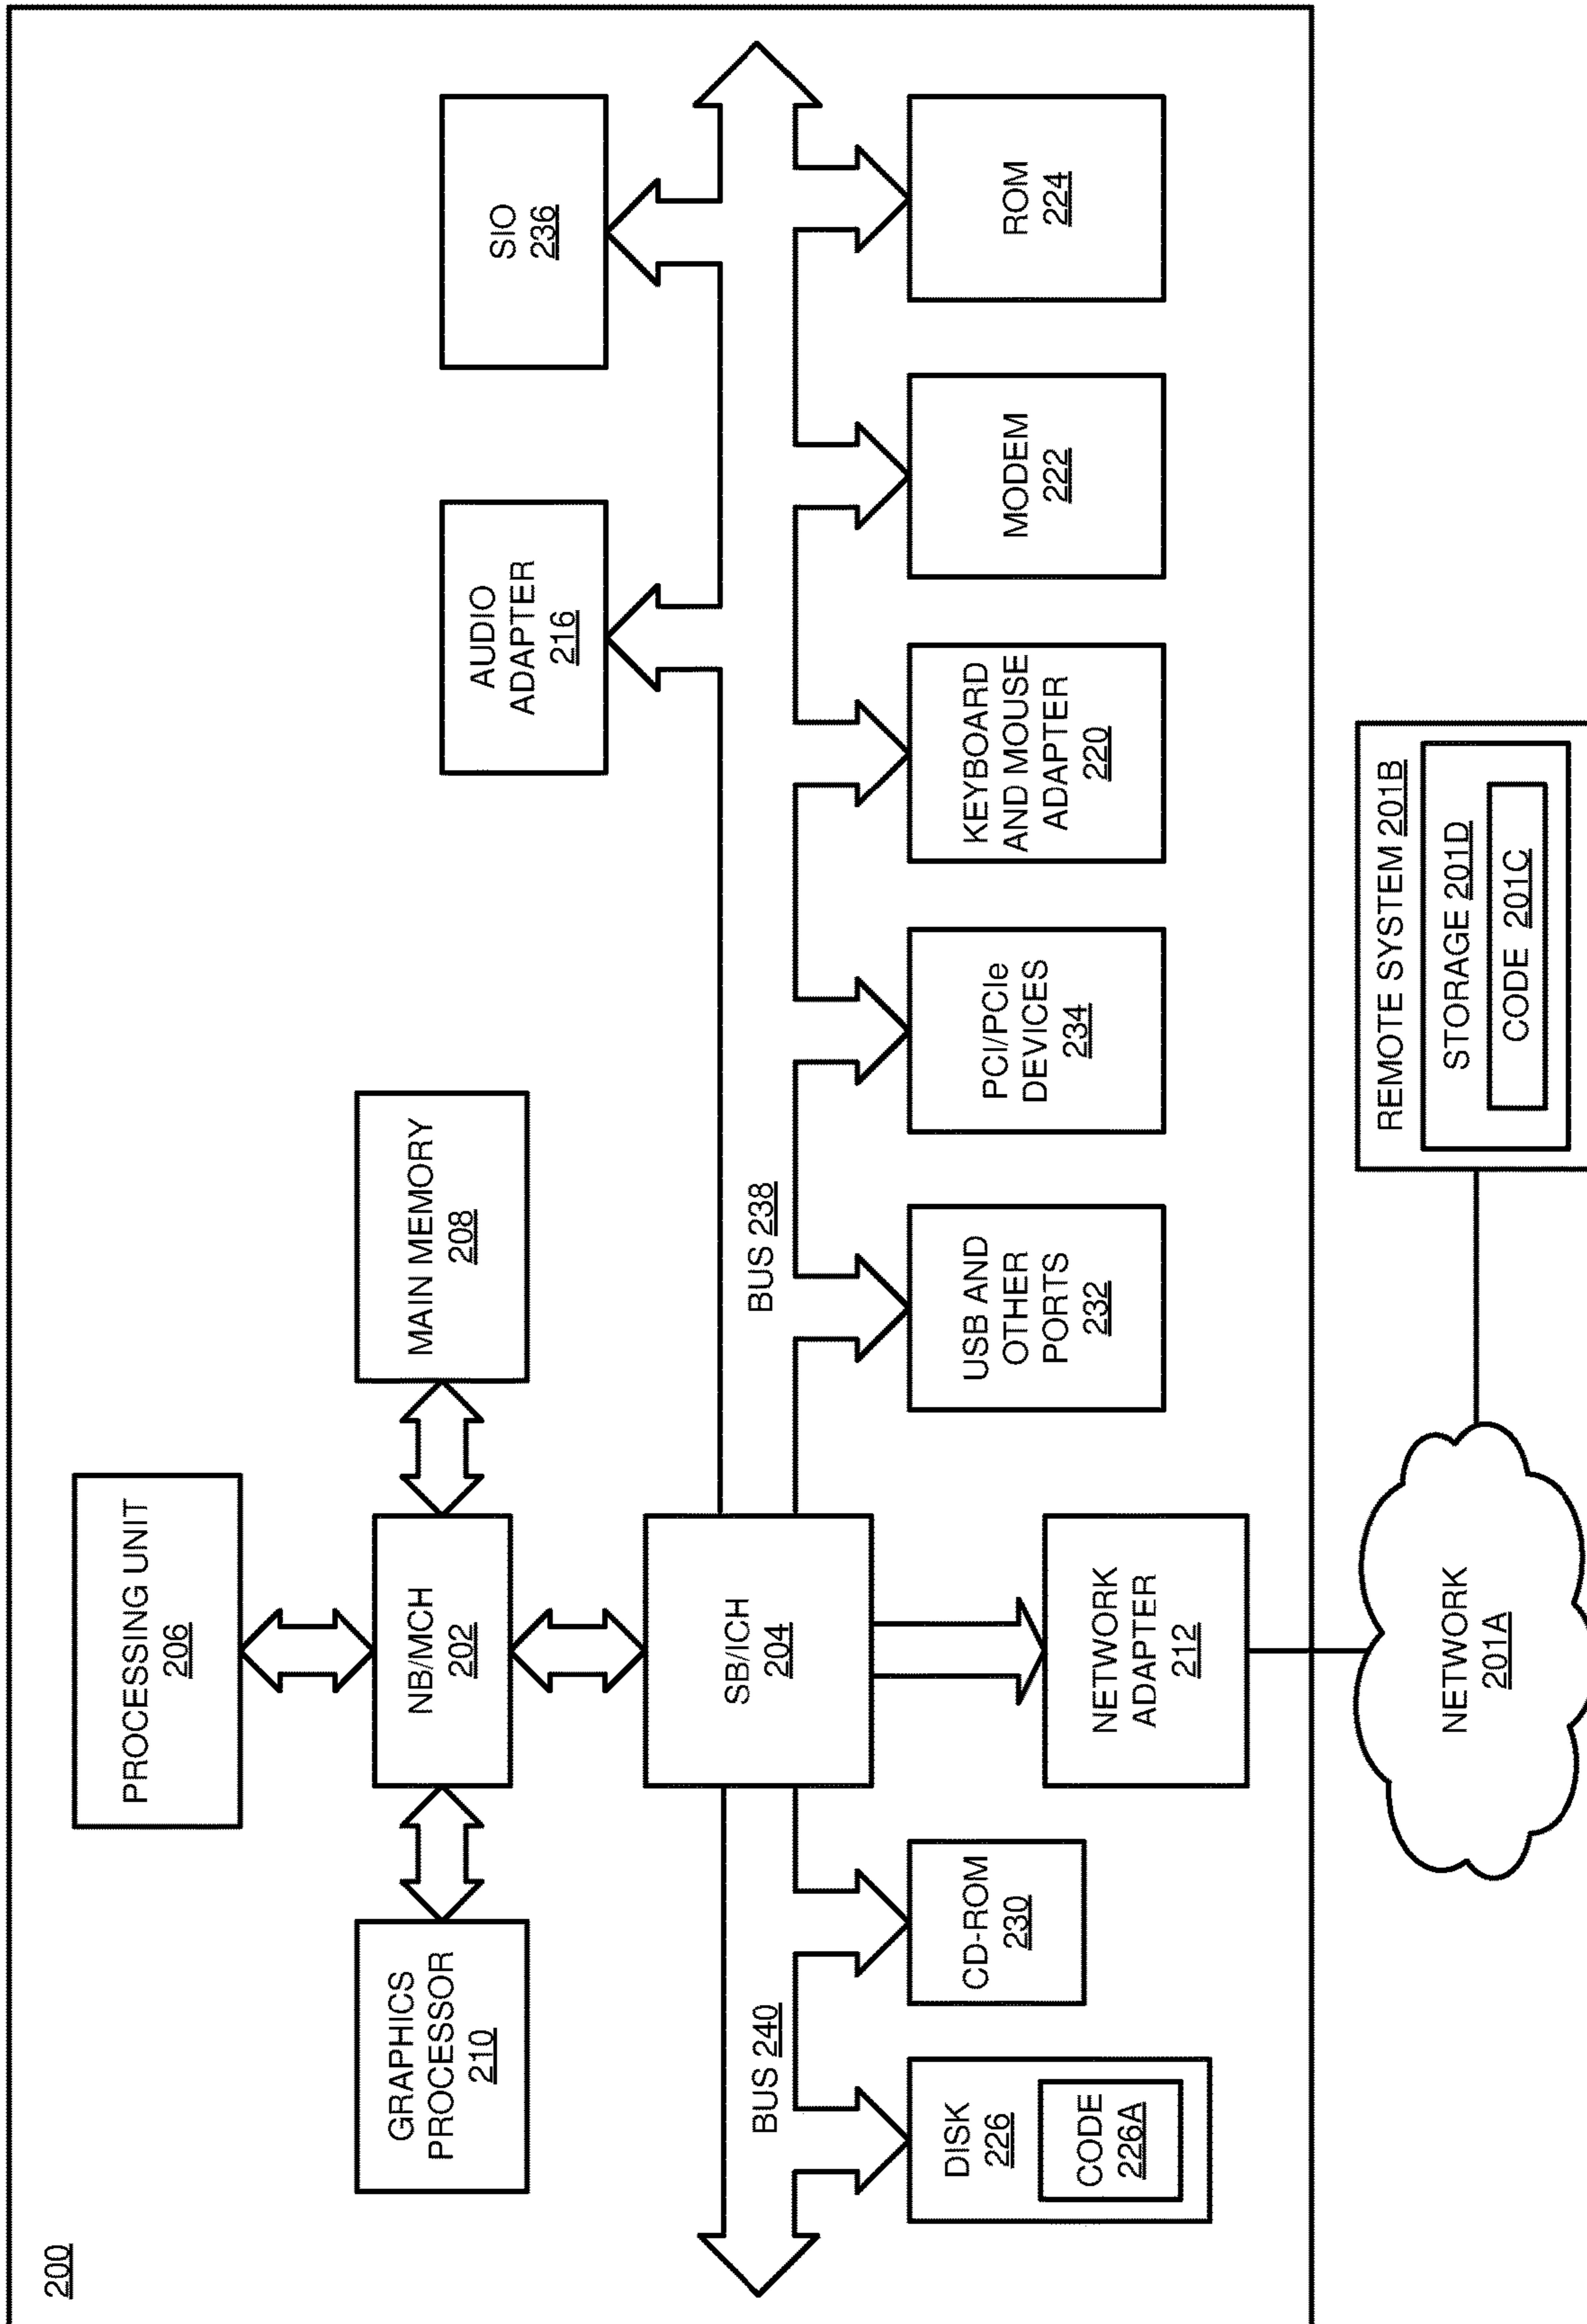 200
PROCESSING UNIT
206
GRAPHICS
PROCESSOR
210
NB/MCH
202
MAIN MEMORY
208
AUDIO
ADAPTER
216
SIO
236
SB/ICH
204
BUS 240
BUS 238
DISK
226
CODE
226A
CD-ROM
230
NETWORK
ADAPTER
212
USB AND
OTHER
PORTS
232
PCI/PCIe
DEVICES
234
KEYBOARD
AND MOUSE
ADAPTER
220
MODEM
222
ROM
224
NETWORK
201A
REMOTE SYSTEM 201B
STORAGE 201D
CODE 201C